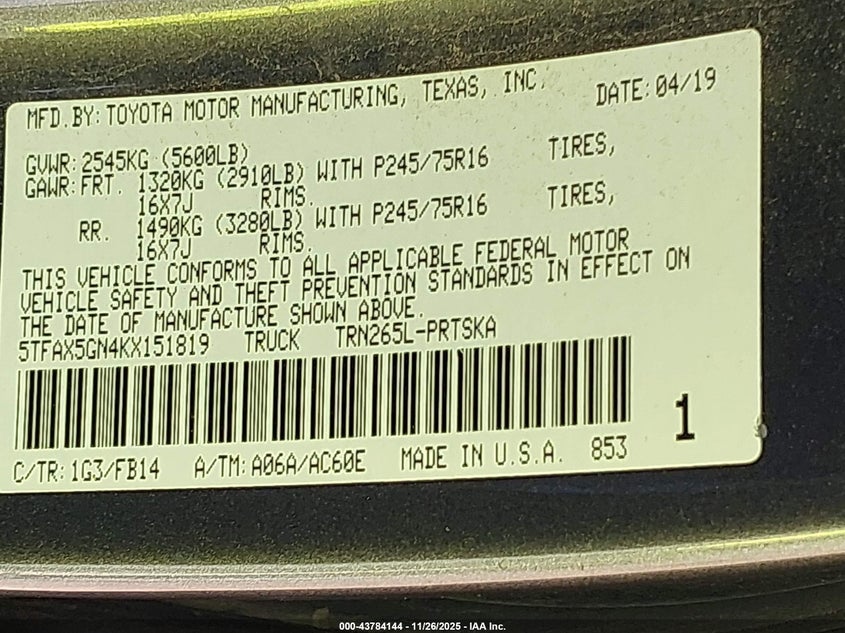 MFD.BY: TOYOTA MOTOR MANUFACTURING, TEXAS, INC. DATE: 04/19
GVWR: 2545KG (5600LB)
GAWR: FRT. 1320KG (2910LB) WITH P245/75R16 TIRES,
16X7J RIMS.
RR. 1490KG (3280LB) WITH P245/75R16 TIRES,
16X7J RIMS.
THIS VEHICLE CONFORMS TO ALL APPLICABLE FEDERAL MOTOR
VEHICLE SAFETY AND THEFT PREVENTION STANDARDS IN EFFECT ON
THE DATE OF MANUFACTURE SHOWN ABOVE.
5TFAX5GN4KX151819 TRUCK TRN265L-PRTSKA
1
C/TR: 1G3/FB14 A/TM: A06A/AC60E MADE IN U.S.A. 853
000-43784144 - 11/26/2025 - IAA Inc.